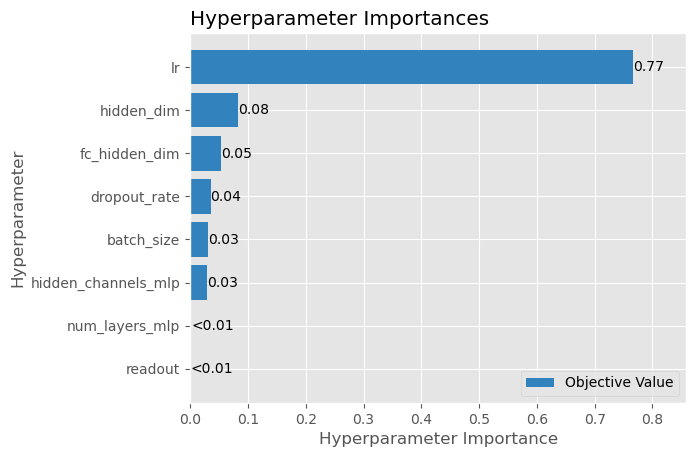 Hyperparameter Importances
Hyperparameter
lr
0.77
hidden_dim
0.08
fc_hidden_dim
0.05
dropout_rate
0.04
batch_size
0.03
hidden_channels_mlp
0.03
num_layers_mlp
<0.01
readout
<0.01
Objective Value
0.0 0.1 0.2 0.3 0.4 0.5 0.6 0.7 0.8
Hyperparameter Importance